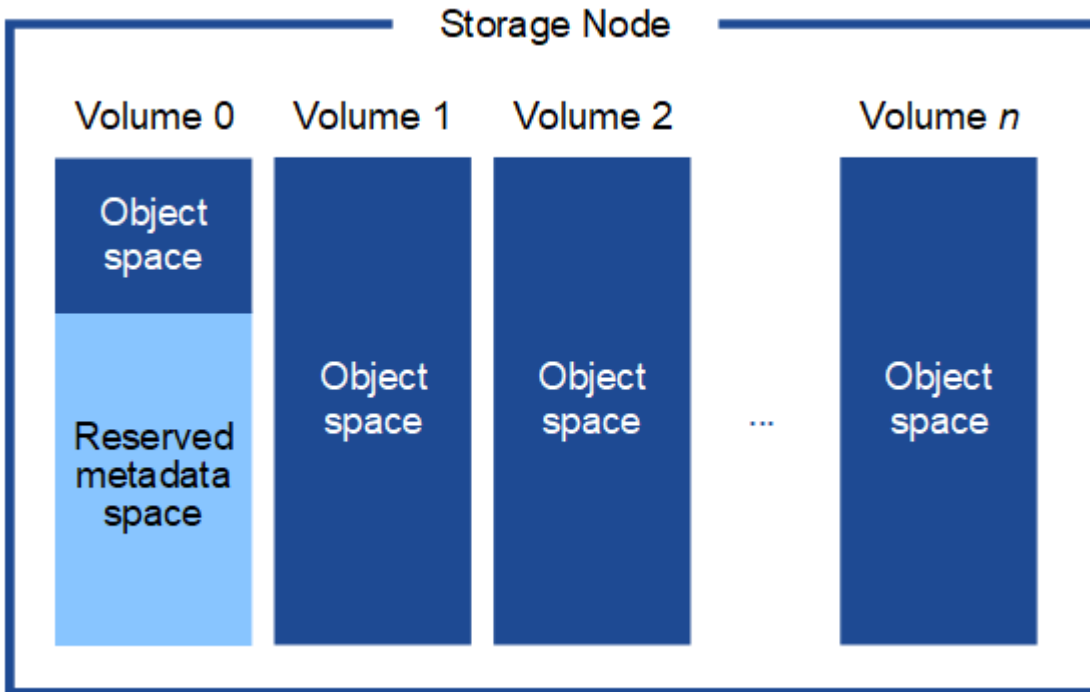 Storage Node
Volume 0
Volume 1
Volume 2
Volume n
Object
space
Reserved
metadata
space
Object
space
Object
space
...
Object
space